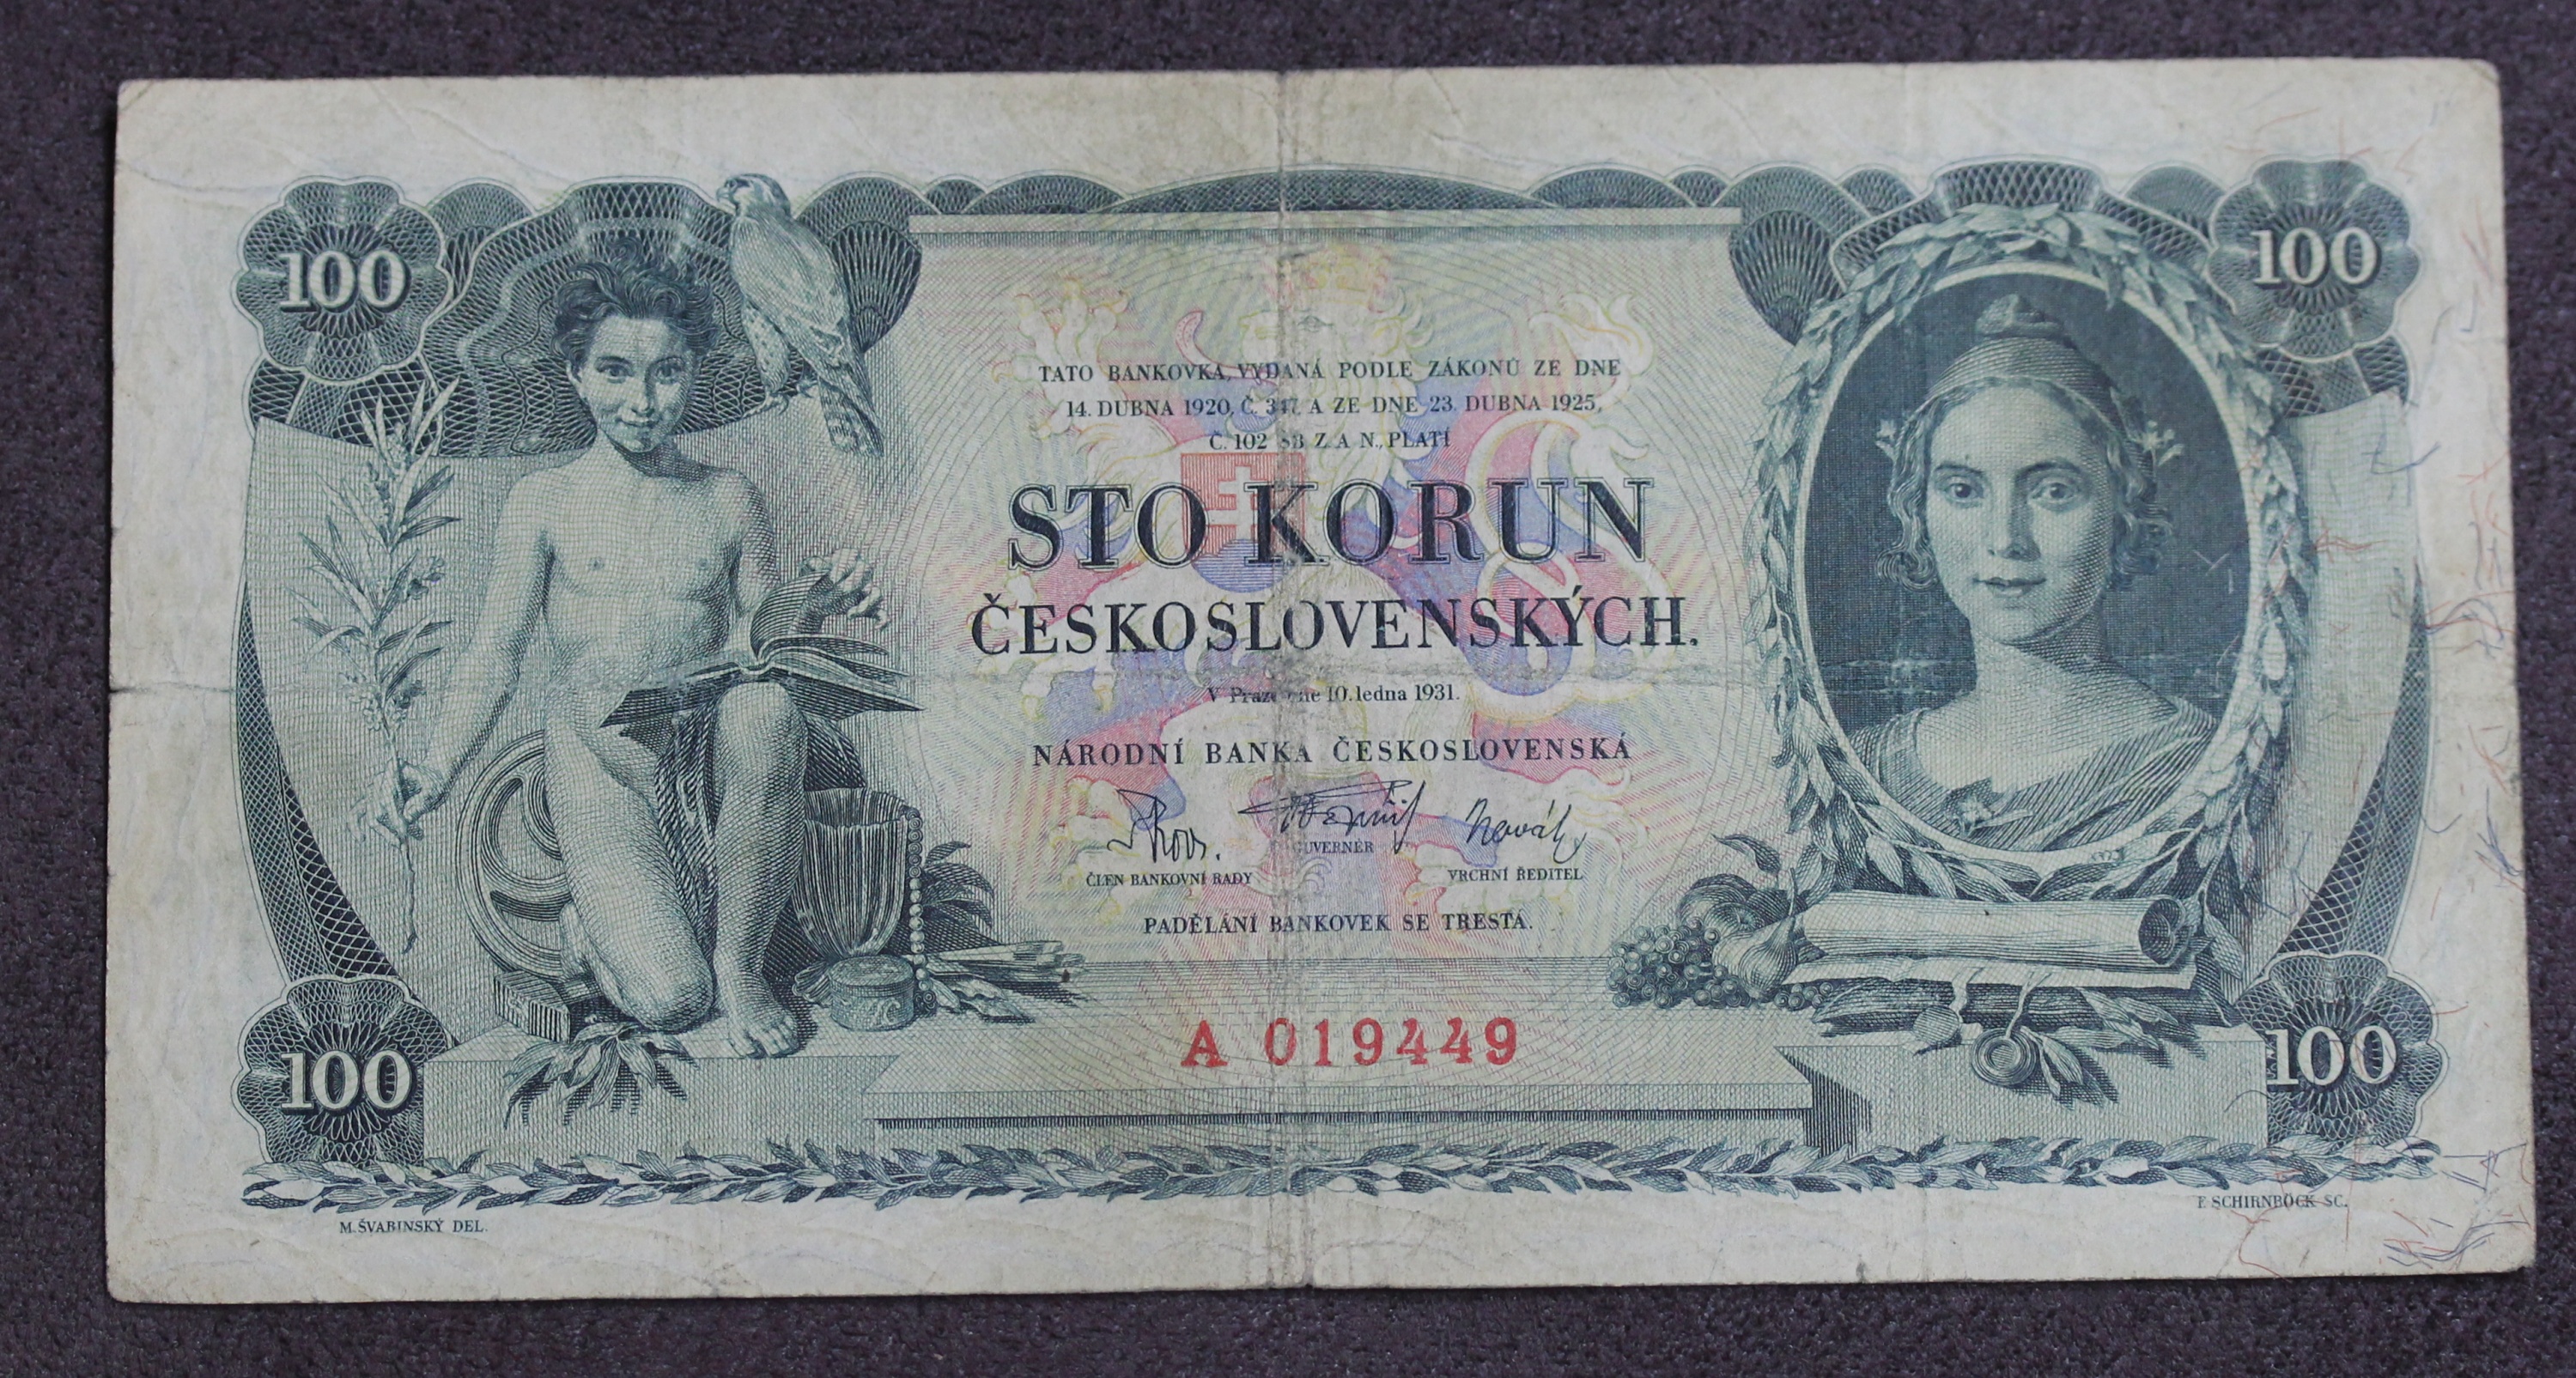 100
100
TATO BANKOVKA, VYDANÁ PODLE ZÁKONŮ ZE DNE
14. DUBNA 1920, Č. 347, A ZE DNE 23. DUBNA 1925,
Č. 102 SB. Z. A N., PLATÍ
STO KORUN
ČESKOSLOVENSKÝCH.
V Praze dne 10. ledna 1931.
NÁRODNÍ BANKA ČESKOSLOVENSKÁ
Novák
GUVERNÉR
ČLEN BANKOVNÍ RADY
VRCHNÍ ŘEDITEL
PADĚLÁNÍ BANKOVEK SE TRESTÁ.
A 019449
100
100
M. ŠVABINSKÝ DEL.
F. SCHIRNBÖCK SC.